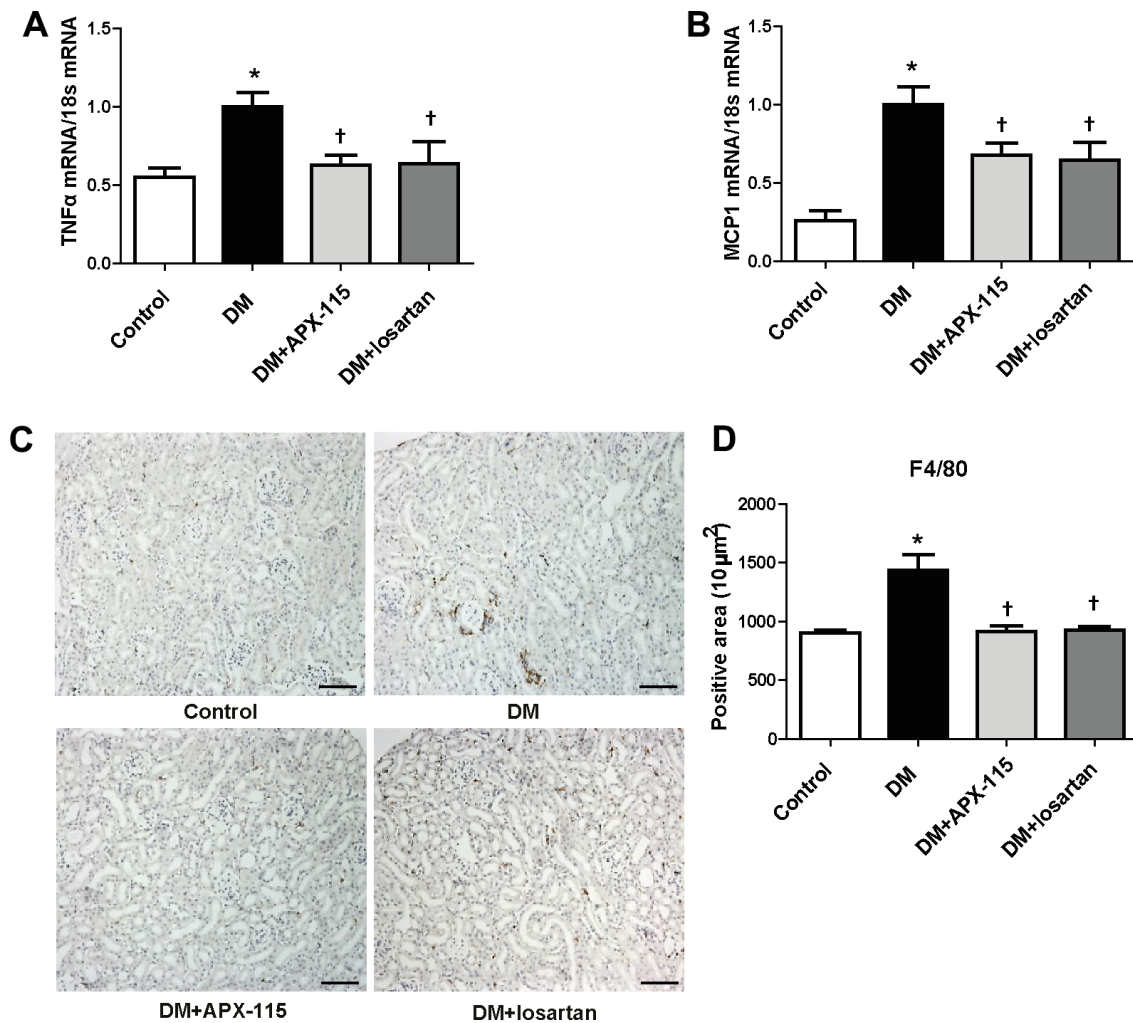 A
TNFα mRNA/18s mRNA
1.5
1.0
0.5
0.0
*
†
†
Control
DM
DM+APX-115
DM+losartan
B
MCP1 mRNA/18s mRNA
1.5
1.0
0.5
0.0
*
†
†
Control
DM
DM+APX-115
DM+losartan
C
Control
DM
DM+APX-115
DM+losartan
D
F4/80
Positive area (10μm²)
2000
1500
1000
500
0
*
†
†
Control
DM
DM+APX-115
DM+losartan